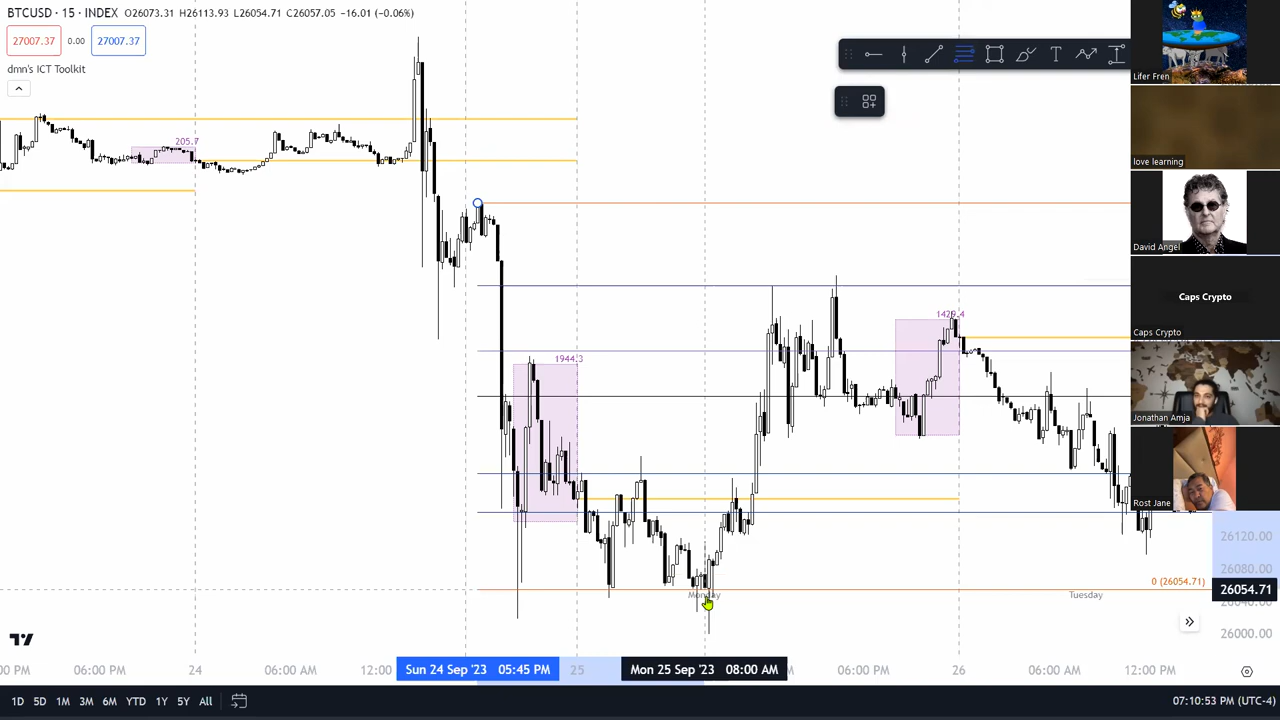 BTCUSD · 15 · INDEX O26073.31 H26113.93 L26054.71 C26057.05 −16.01 (−0.06%)
27007.37 0.00 27007.37
dmn's ICT Toolkit
Lifer Fren
love learning
David Angel
Caps Crypto
Caps Crypto
Jonathan Amja
Rost Jane
205.7
1944.3
1429.4
26120.00
26080.00
0 (26054.71)
26054.71
26040.00
26000.00
Monday
Tuesday
:00 PM 06:00 PM 24 06:00 AM 12:00 Sun 24 Sep '23 05:45 PM 25 Mon 25 Sep '23 08:00 AM 06:00 PM 26 06:00 AM 12:00 PM
1D 5D 1M 3M 6M YTD 1Y 5Y All
07:10:53 PM (UTC-4)